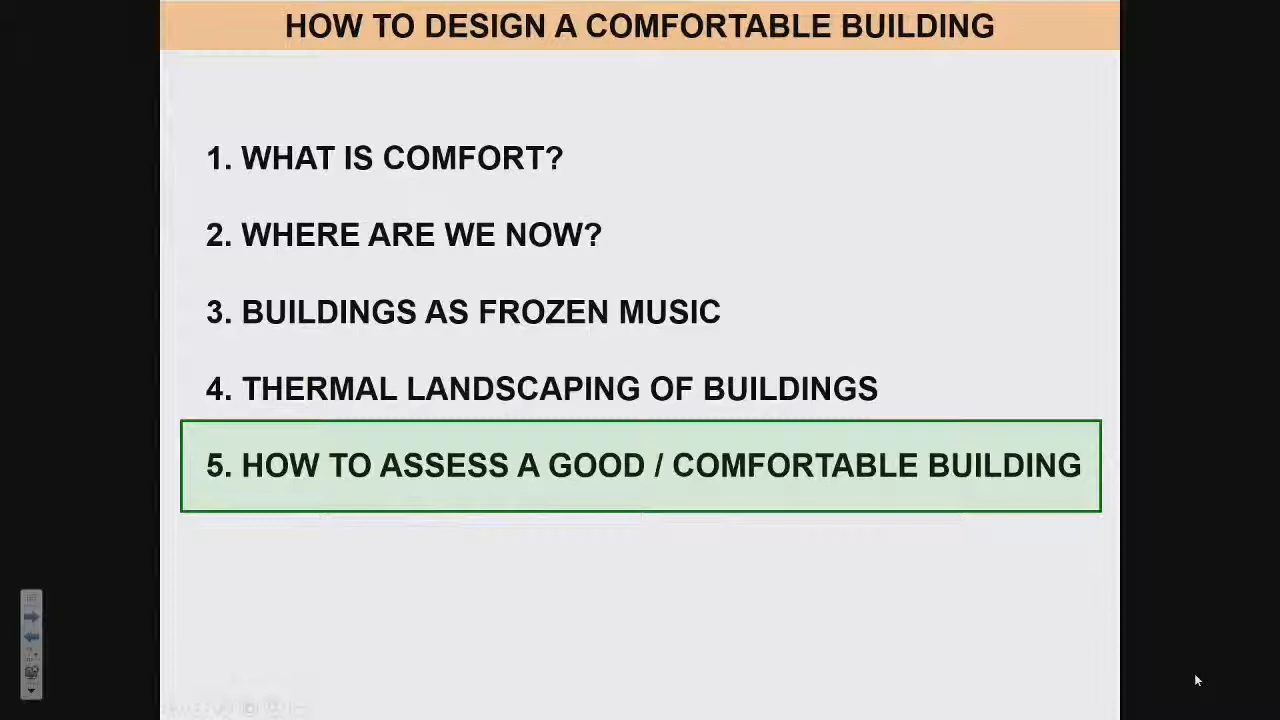 HOW TO DESIGN A COMFORTABLE BUILDING
1. WHAT IS COMFORT?
2. WHERE ARE WE NOW?
3. BUILDINGS AS FROZEN MUSIC
4. THERMAL LANDSCAPING OF BUILDINGS
5. HOW TO ASSESS A GOOD / COMFORTABLE BUILDING